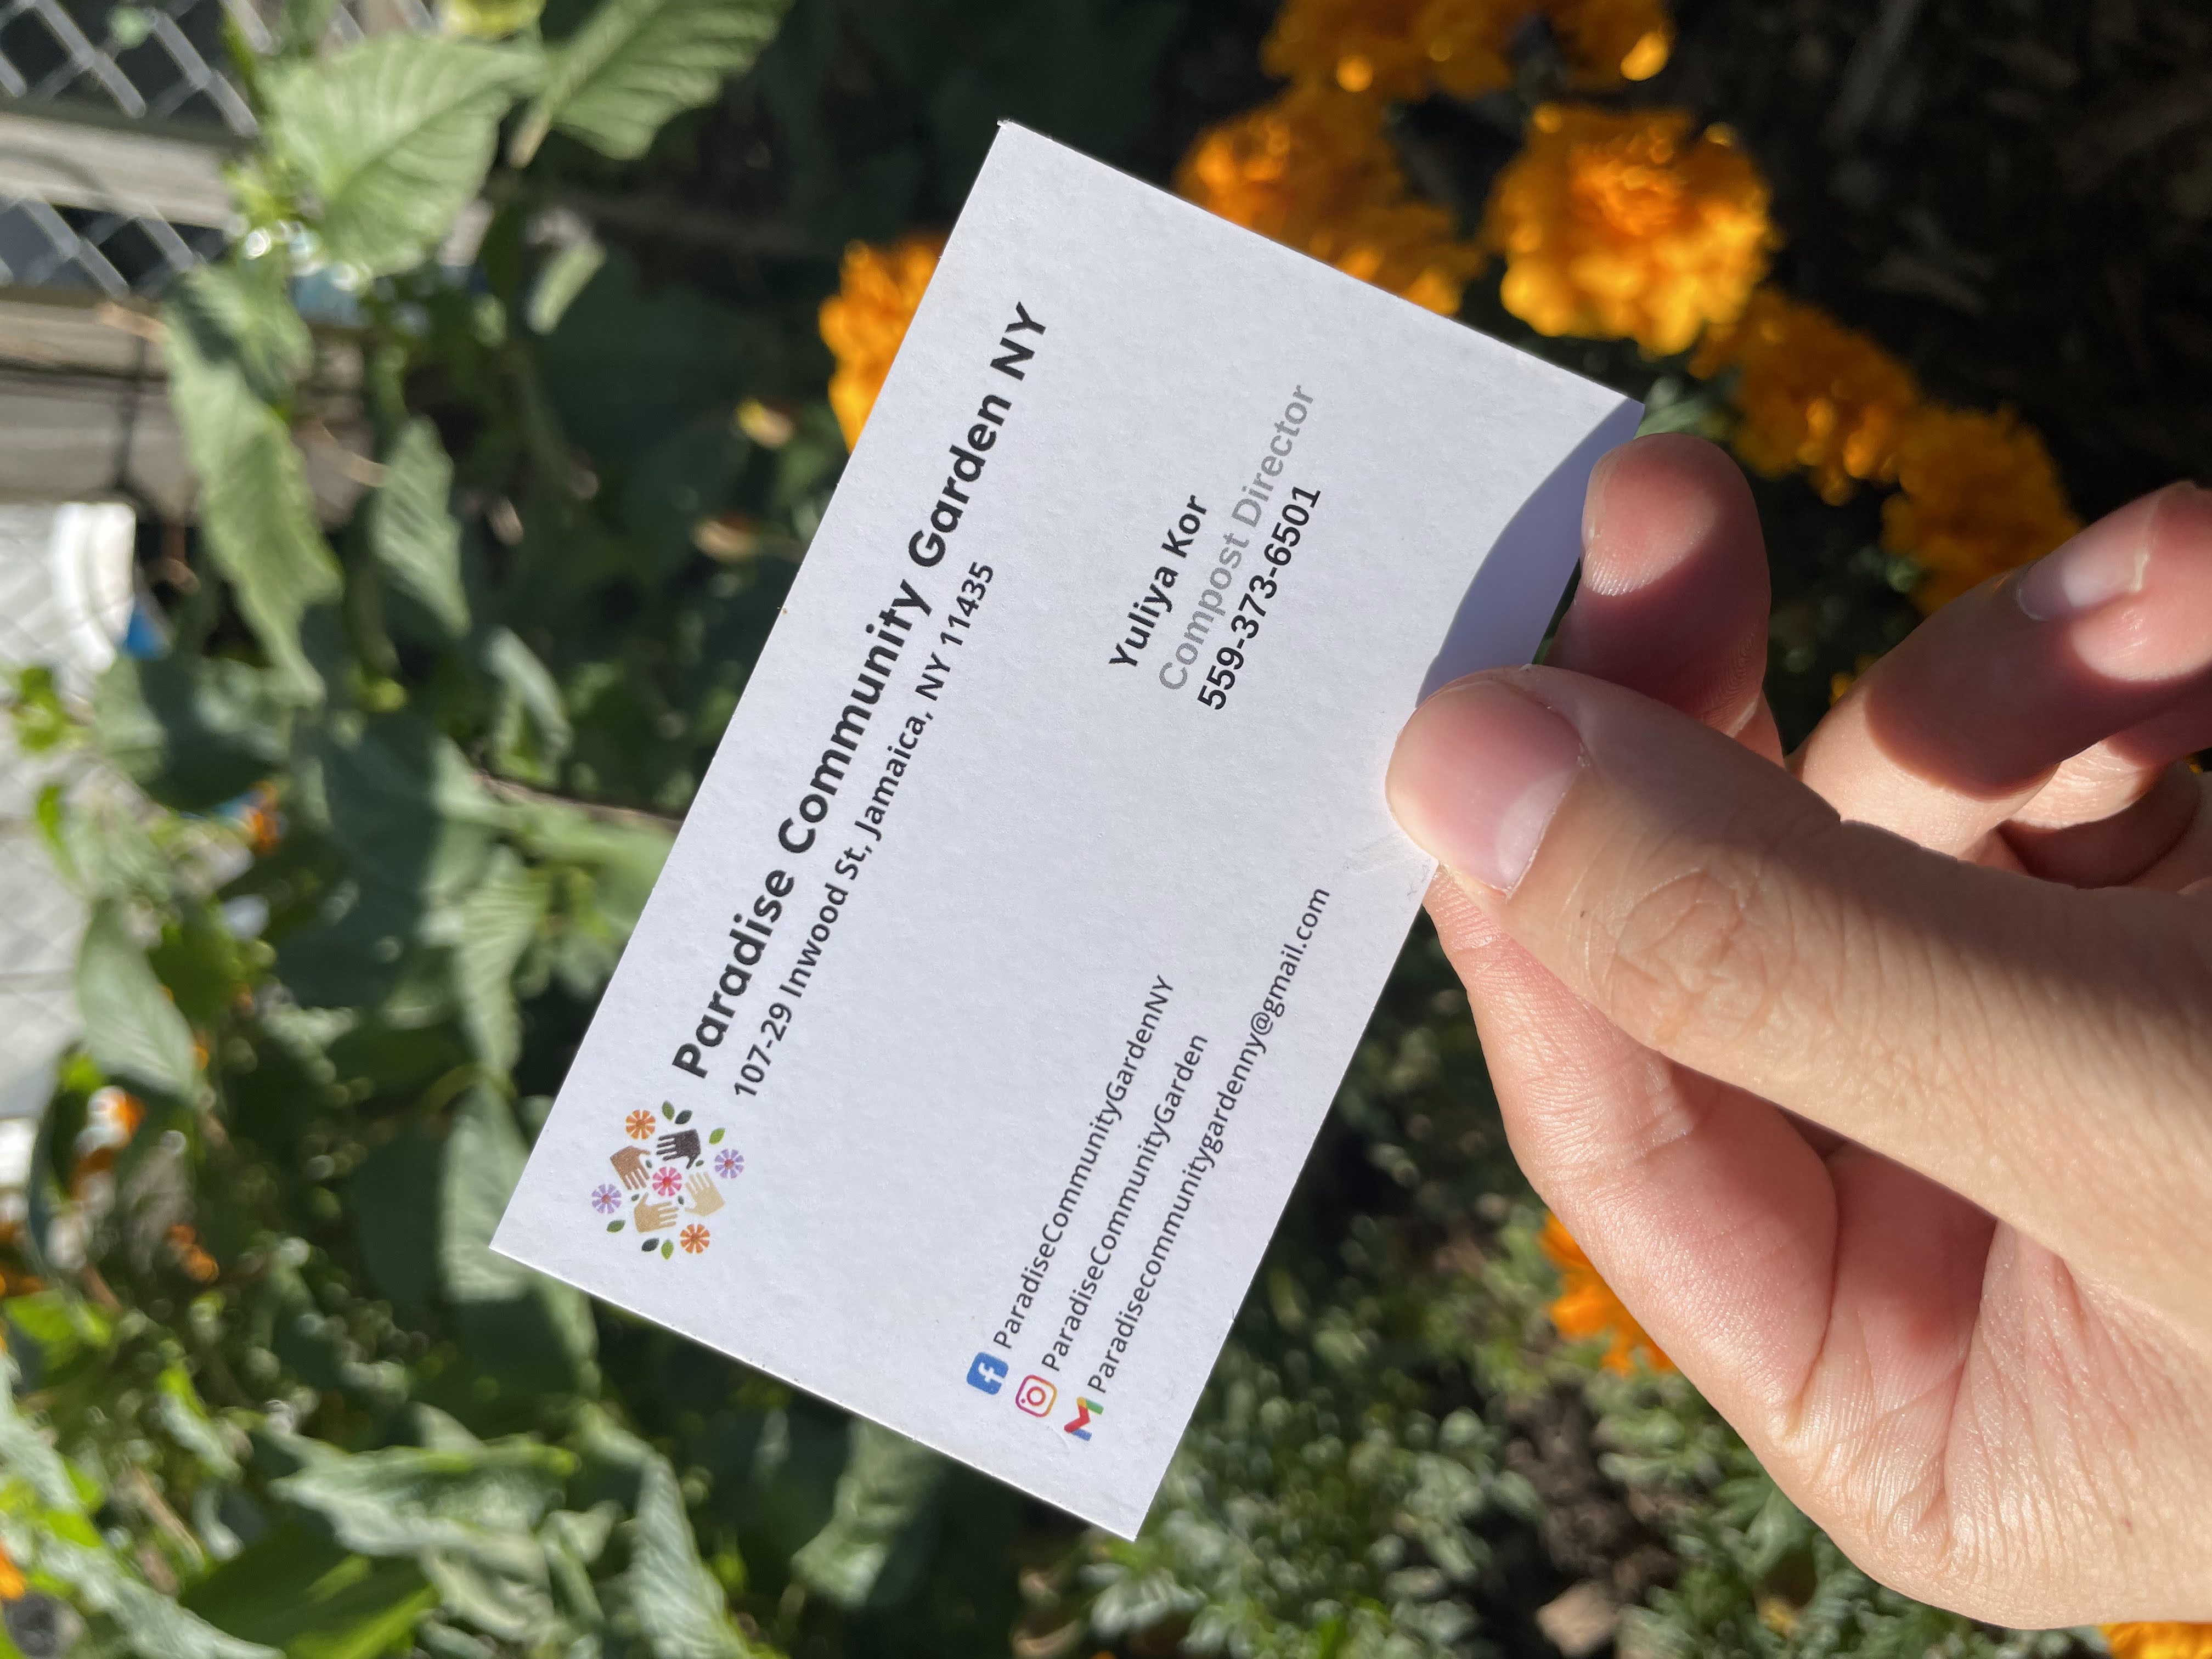 Paradise Community Garden NY
107-29 Inwood St, Jamaica, NY 11435
ParadiseCommunityGardenNY
ParadiseCommunityGarden
Paradisecommunitygardenny@gmail.com
Yuliya Kor
Compost Director
559-373-6501